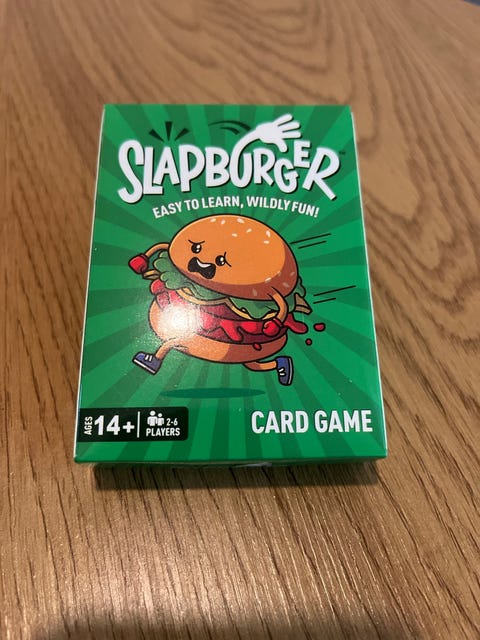 SLAPBURGER
EASY TO LEARN, WILDLY FUN!
AGES 14+
2-6
PLAYERS
CARD GAME